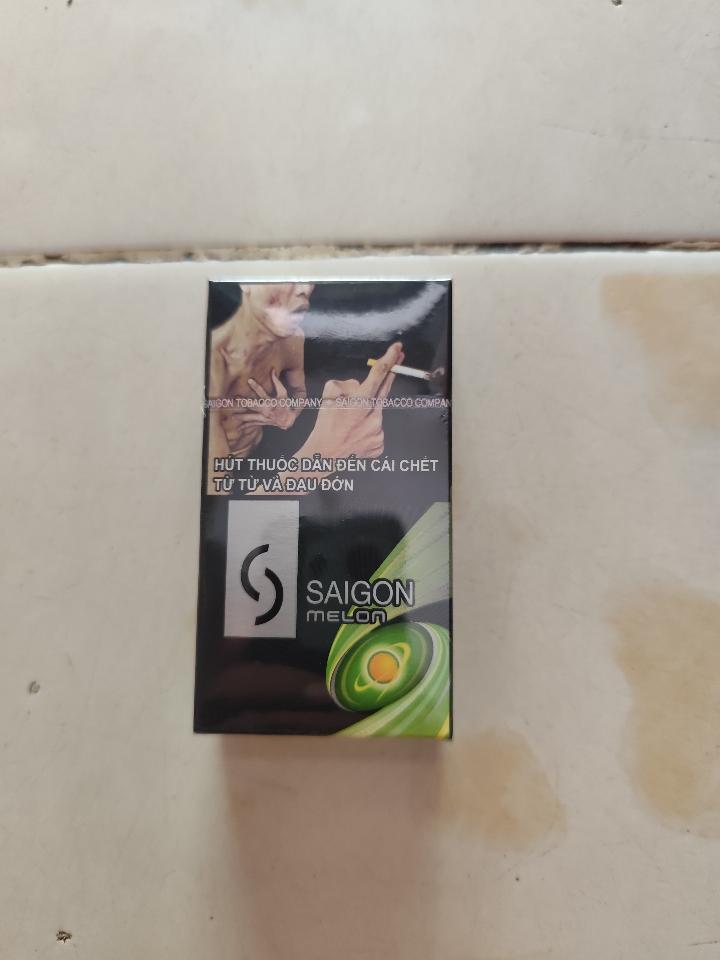 SAIGON TOBACCO COMPANY SAIGON TOBACCO COMPAN
HÚT THUỐC DẪN ĐẾN CÁI CHẾT
TỪ TỪ VÀ ĐAU ĐỚN
SAIGON
MELON